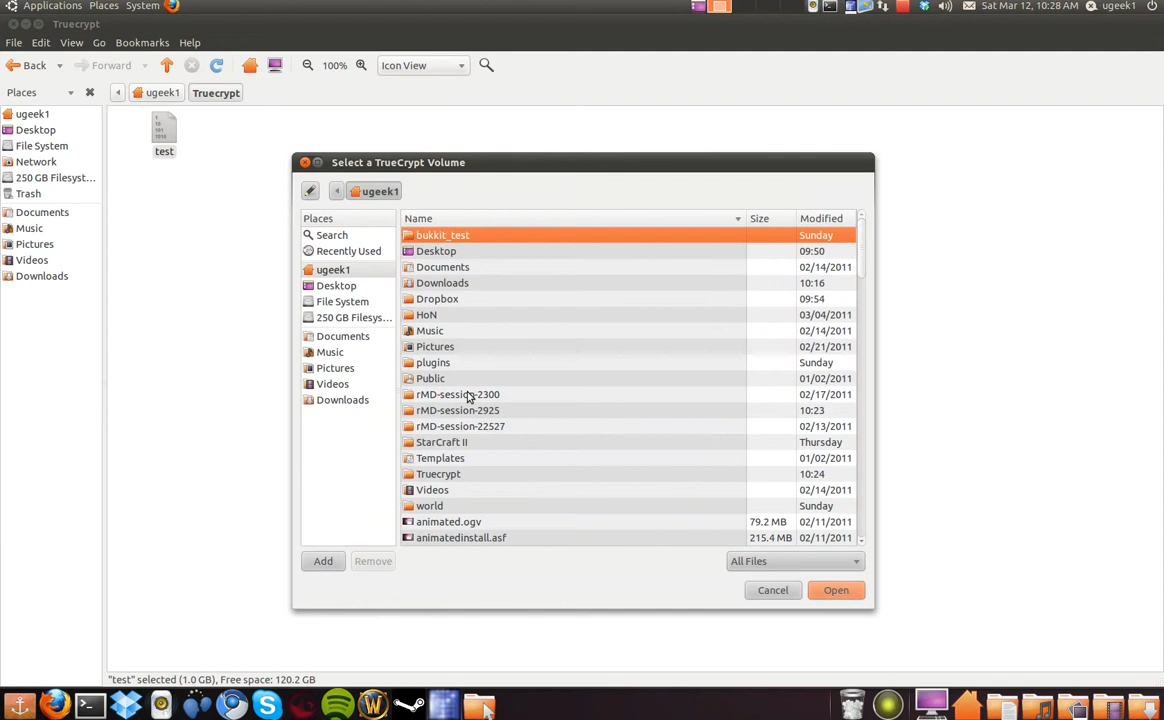 Applications Places System Sat Mar 12, 10:28 AM ugeek1
Truecrypt
File Edit View Go Bookmarks Help
Back Forward 100% Icon View
Places ugeek1 Truecrypt
ugeek1
Desktop
File System
Network
250 GB Filesyst...
Trash
Documents
Music
Pictures
Videos
Downloads
1
10
101
1010
test
Select a TrueCrypt Volume
ugeek1
Places
Search
Recently Used
ugeek1
Desktop
File System
250 GB Filesys...
Documents
Music
Pictures
Videos
Downloads
Name Size Modified
bukkit_test Sunday
Desktop 09:50
Documents 02/14/2011
Downloads 10:16
Dropbox 09:54
HoN 03/04/2011
Music 02/14/2011
Pictures 02/21/2011
plugins Sunday
Public 01/02/2011
rMD-session-2300 02/17/2011
rMD-session-2925 10:23
rMD-session-22527 02/13/2011
StarCraft II Thursday
Templates 01/02/2011
Truecrypt 10:24
Videos 02/14/2011
world Sunday
animated.ogv 79.2 MB 02/11/2011
animatedinstall.asf 215.4 MB 02/11/2011
Add Remove All Files
Cancel Open
"test" selected (1.0 GB), Free space: 120.2 GB